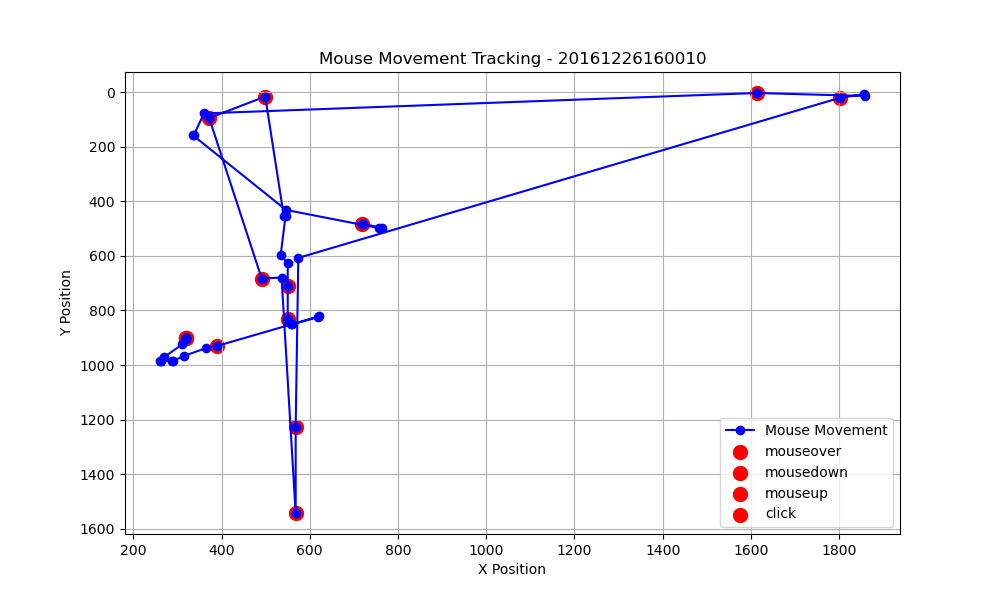 Mouse Movement Tracking - 20161226160010
Y Position
0
200
400
600
800
1000
1200
1400
1600
Mouse Movement
mouseover
mousedown
mouseup
click
200 400 600 800 1000 1200 1400 1600 1800
X Position